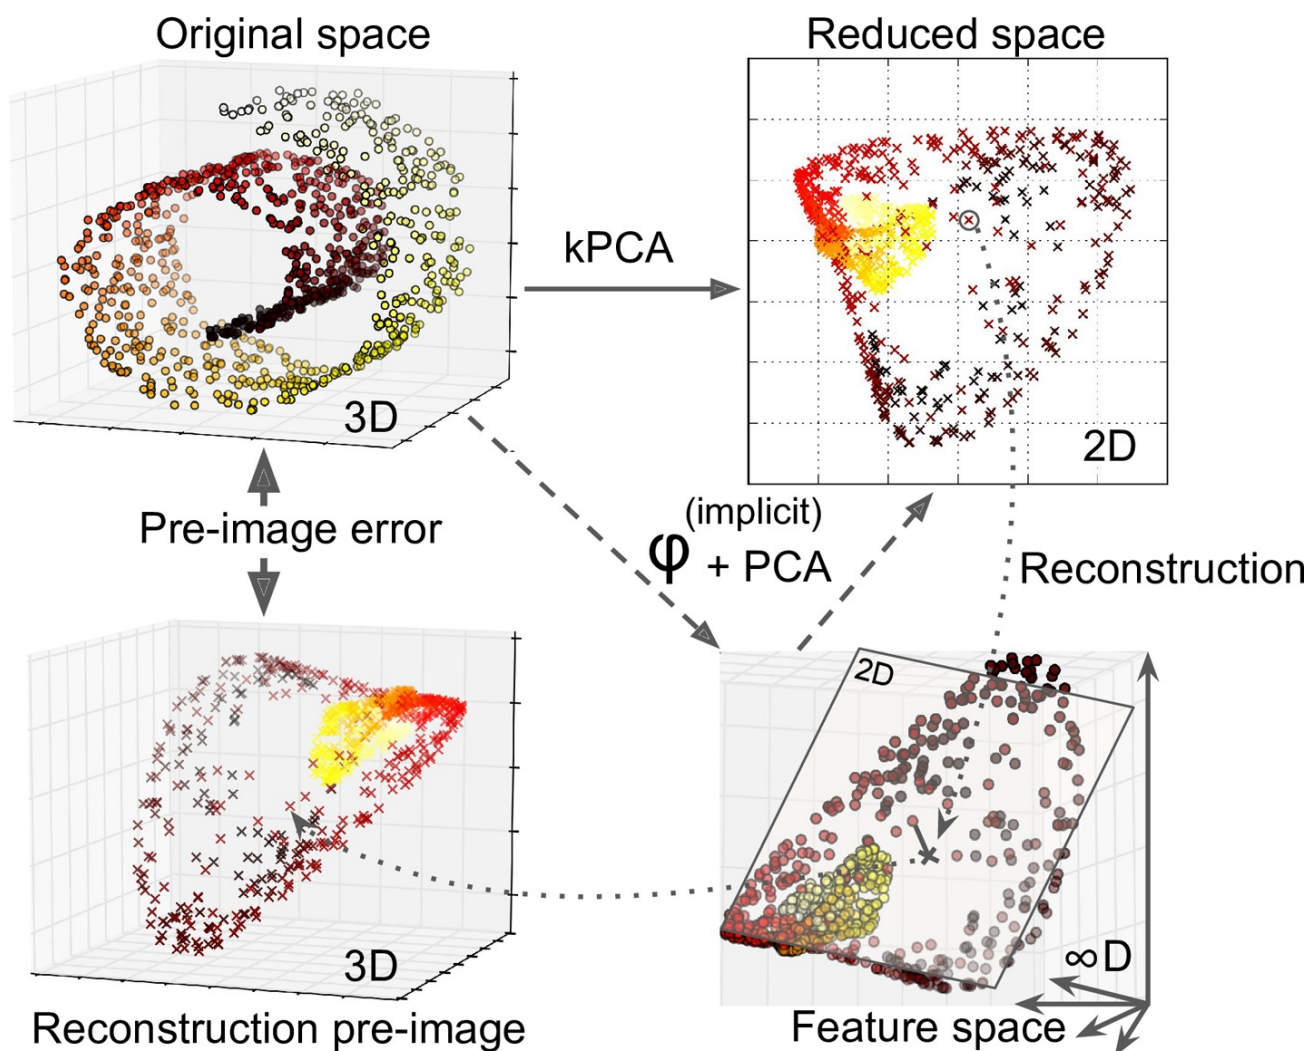 Original space
Reduced space
kPCA
3D
2D
Pre-image error
(implicit)
φ + PCA
Reconstruction
2D
3D
∞D
Reconstruction pre-image
Feature space